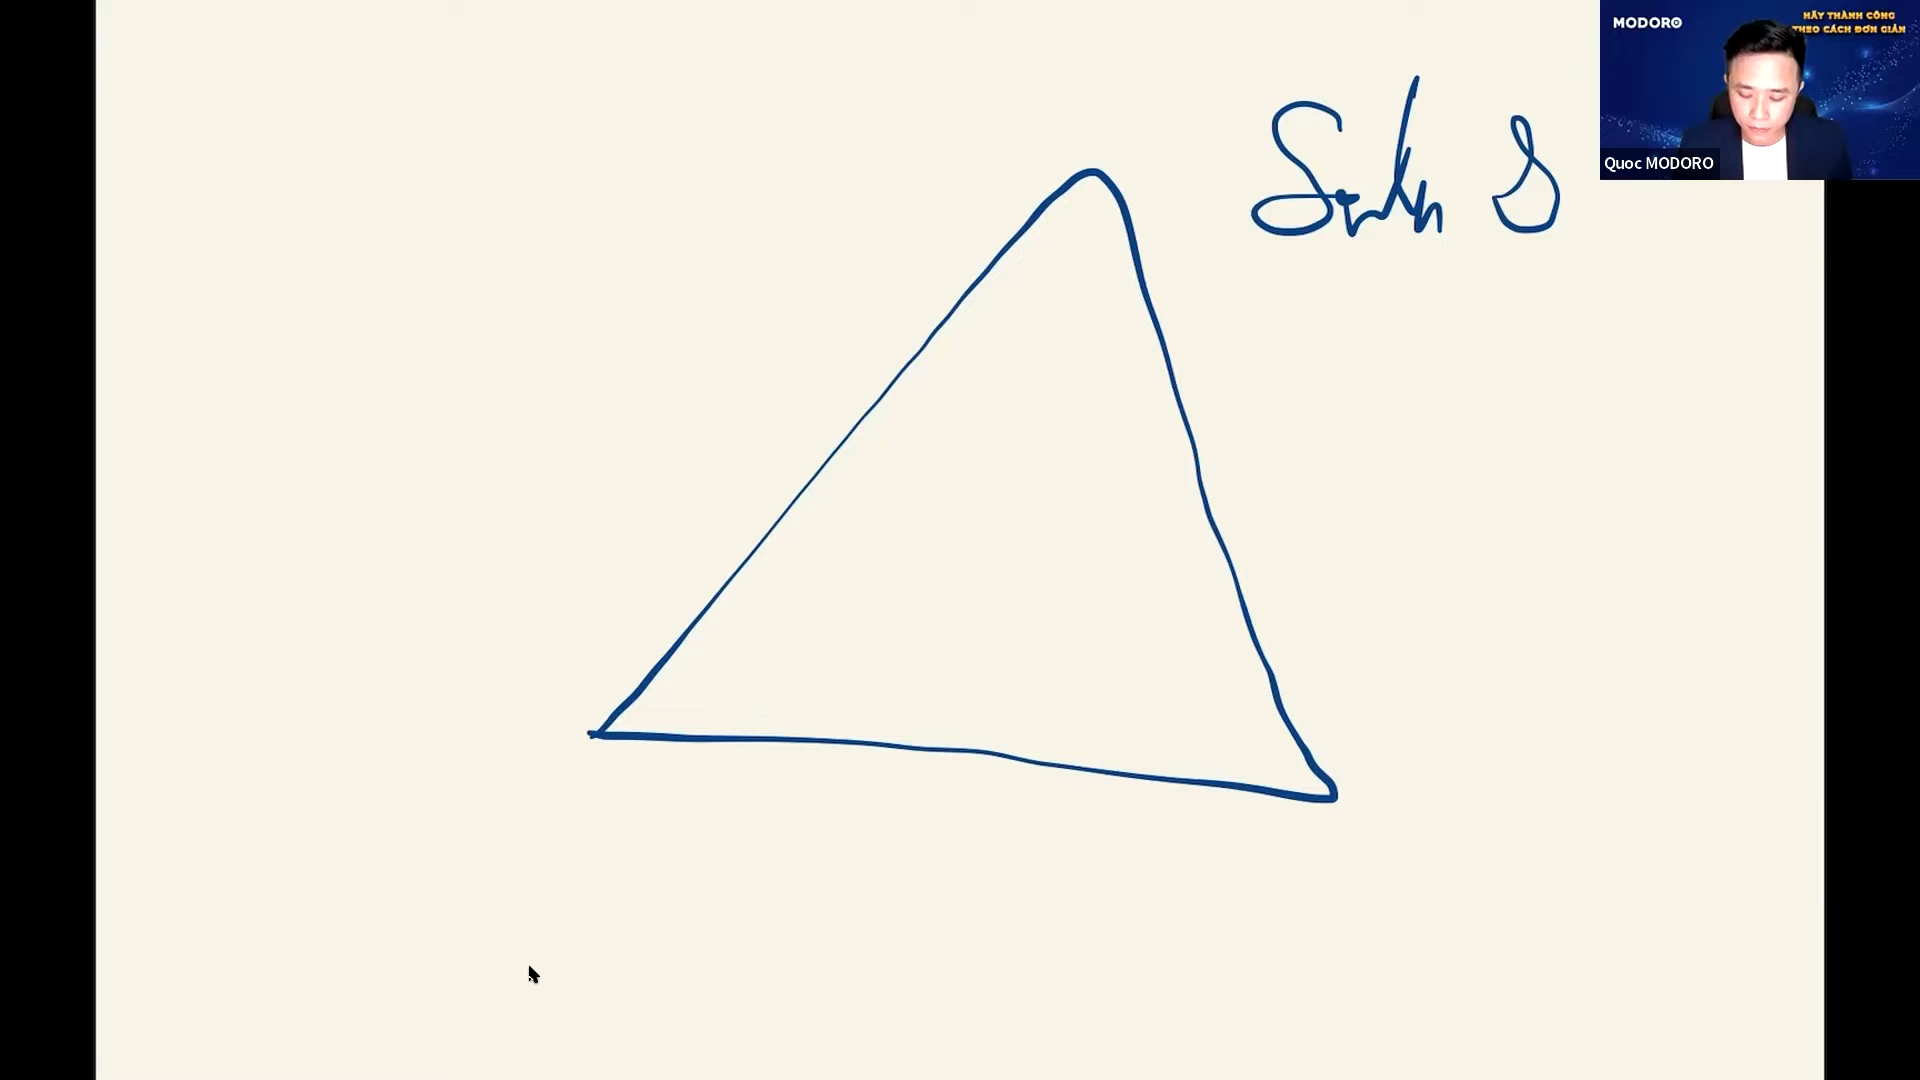 MODORO
HÃY THÀNH CÔNG
THEO CÁCH ĐƠN GIẢN
Quoc MODORO
Sinh S